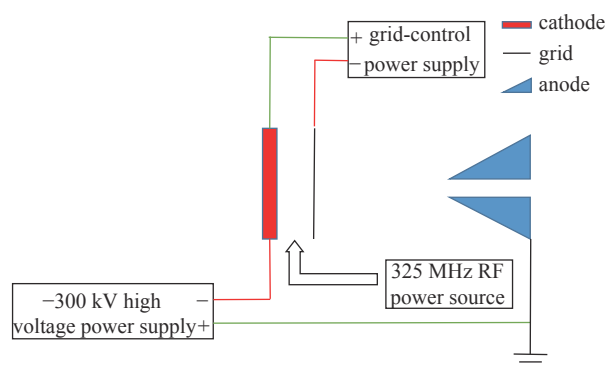 + grid-control
− power supply
cathode
grid
anode
325 MHz RF
power source
−300 kV high −
voltage power supply+